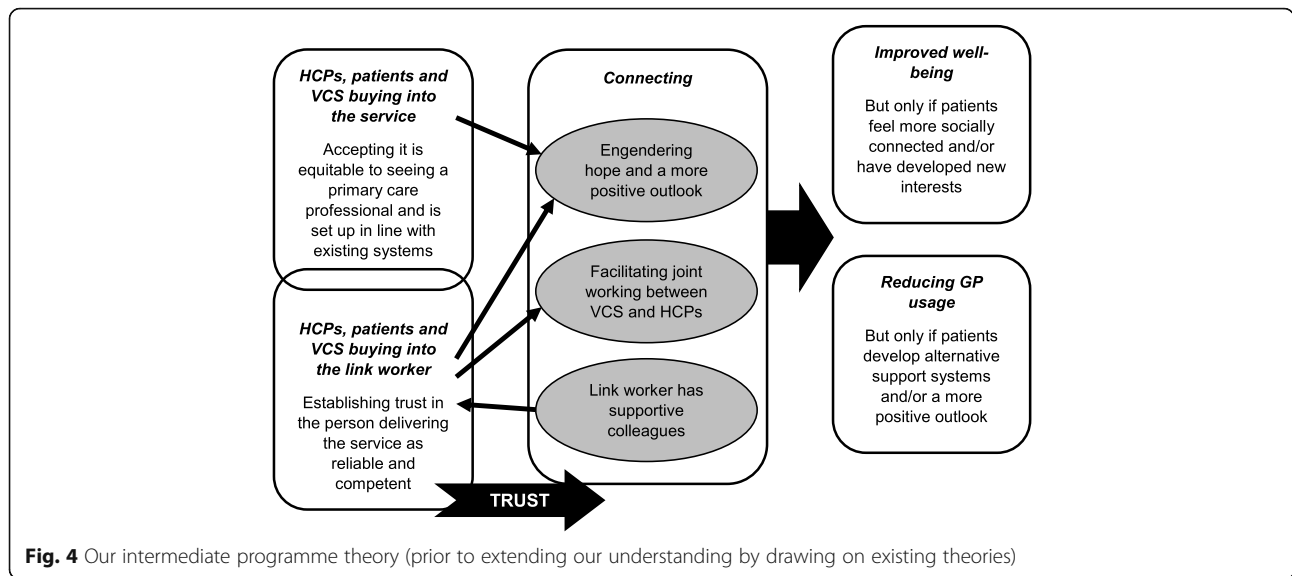 HCPs, patients and
VCS buying into
the service
Accepting it is
equitable to seeing a
primary care
professional and is
set up in line with
existing systems
HCPs, patients and
VCS buying into
the link worker
Establishing trust in
the person delivering
the service as
reliable and
competent
TRUST
Connecting
Engendering
hope and a more
positive outlook
Facilitating joint
working between
VCS and HCPs
Link worker has
supportive
colleagues
Improved well-
being
But only if patients
feel more socially
connected and/or
have developed new
interests
Reducing GP
usage
But only if patients
develop alternative
support systems
and/or a more
positive outlook
Fig. 4 Our intermediate programme theory (prior to extending our understanding by drawing on existing theories)